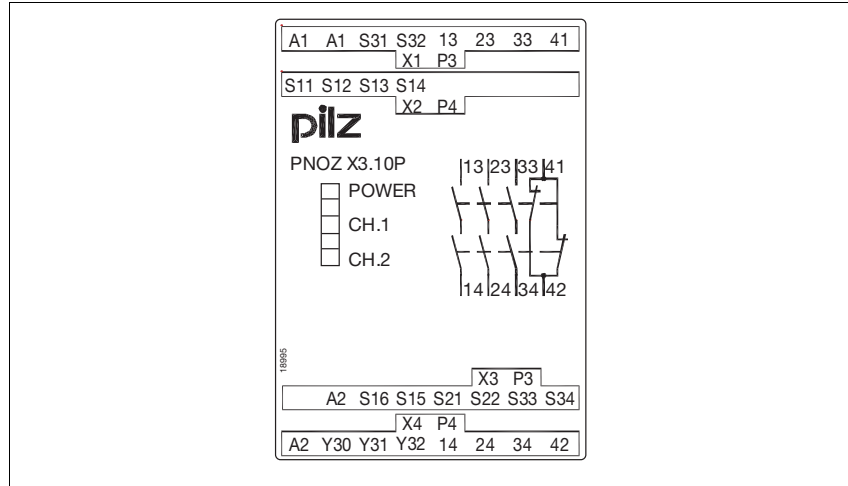 A1 A1 S31 S32 13 23 33 41
X1 P3
S11 S12 S13 S14
X2 P4
pilz
PNOZ X3.10P
POWER
CH.1
CH.2
13 23 33 41
14 24 34 42
18995
X3 P3
A2 S16 S15 S21 S22 S33 S34
X4 P4
A2 Y30 Y31 Y32 14 24 34 42